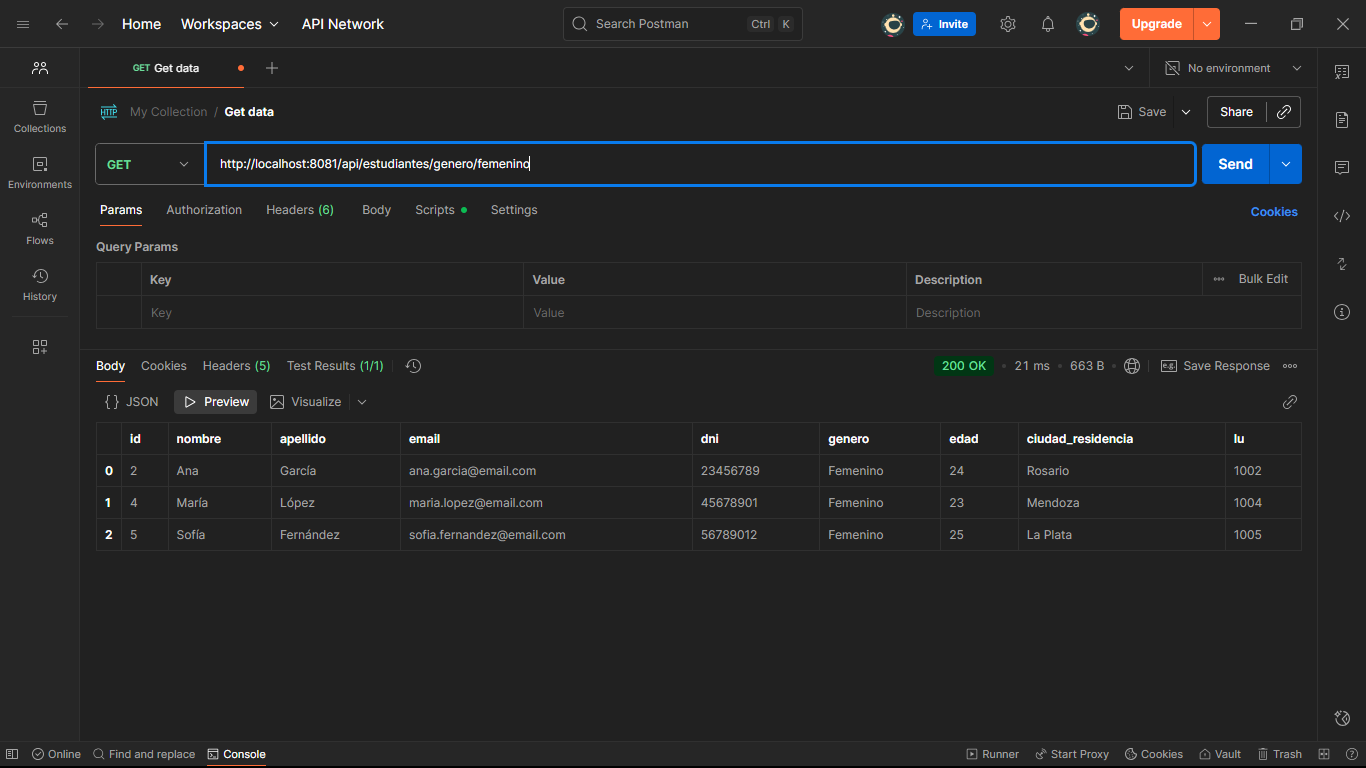 Home Workspaces API Network Search Postman Ctrl K Invite Upgrade
GET Get data No environment
HTTP My Collection / Get data Save Share
GET http://localhost:8081/api/estudiantes/genero/femenino Send
Params Authorization Headers (6) Body Scripts Settings Cookies
Query Params
Key Value Description Bulk Edit
Key Value Description
Collections
Environments
Flows
History
Body Cookies Headers (5) Test Results (1/1) 200 OK 21 ms 663 B e.g. Save Response
{ } JSON Preview Visualize
id nombre apellido email dni genero edad ciudad_residencia lu
0 2 Ana García ana.garcia@email.com 23456789 Femenino 24 Rosario 1002
1 4 María López maria.lopez@email.com 45678901 Femenino 23 Mendoza 1004
2 5 Sofía Fernández sofia.fernandez@email.com 56789012 Femenino 25 La Plata 1005
Online Find and replace Console Runner Start Proxy Cookies Vault Trash